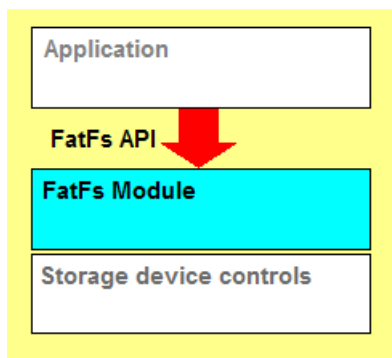 Application
FatFs API
FatFs Module
Storage device controls